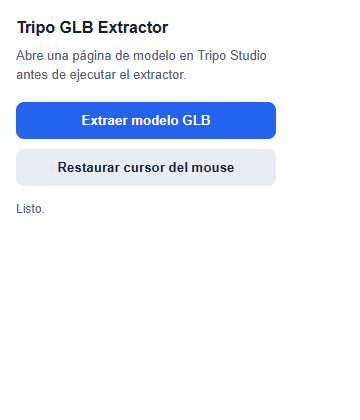 Tripo GLB Extractor
Abre una página de modelo en Tripo Studio
antes de ejecutar el extractor.
Extraer modelo GLB
Restaurar cursor del mouse
Listo.